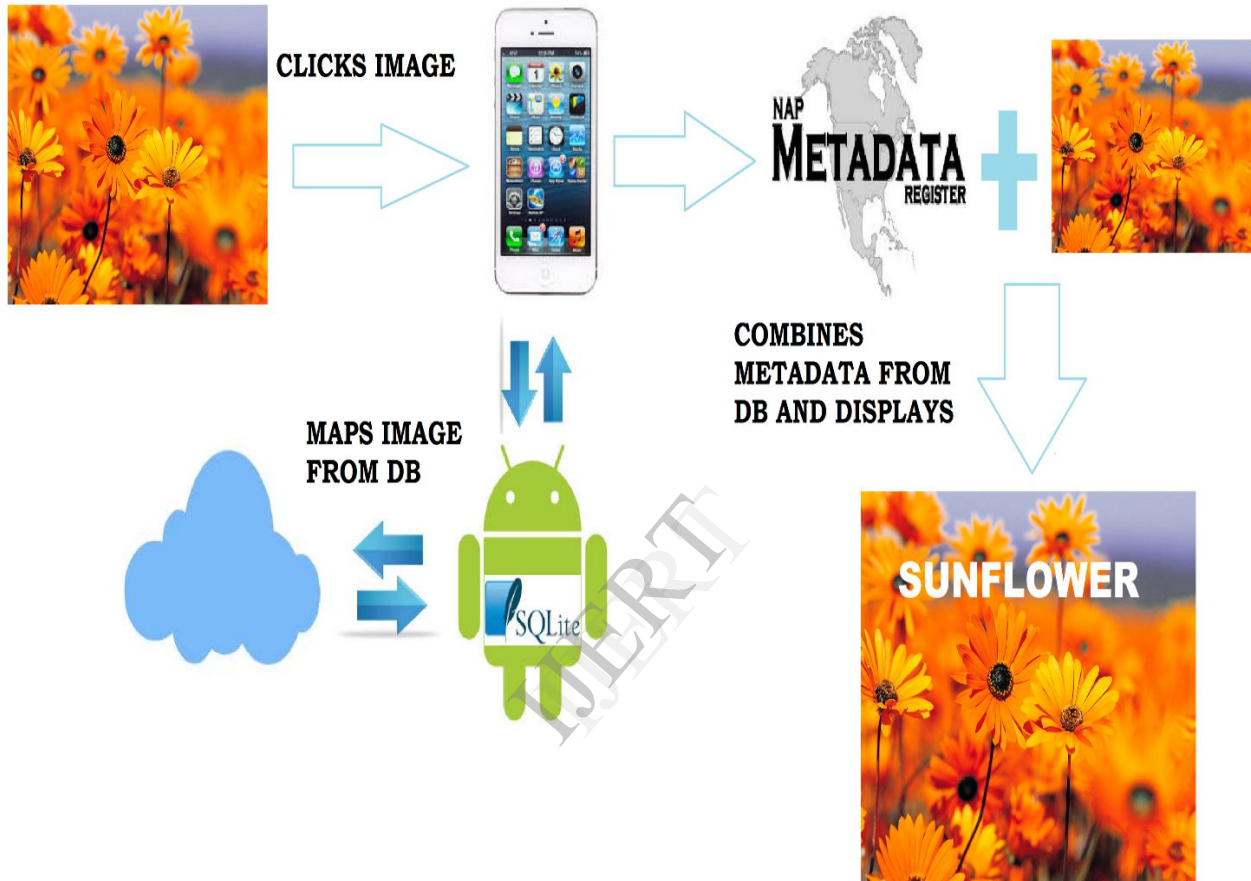 CLICKS IMAGE
NAP
METADATA
REGISTER
COMBINES
METADATA FROM
DB AND DISPLAYS
MAPS IMAGE
FROM DB
SQLite
IJERT
SUNFLOWER